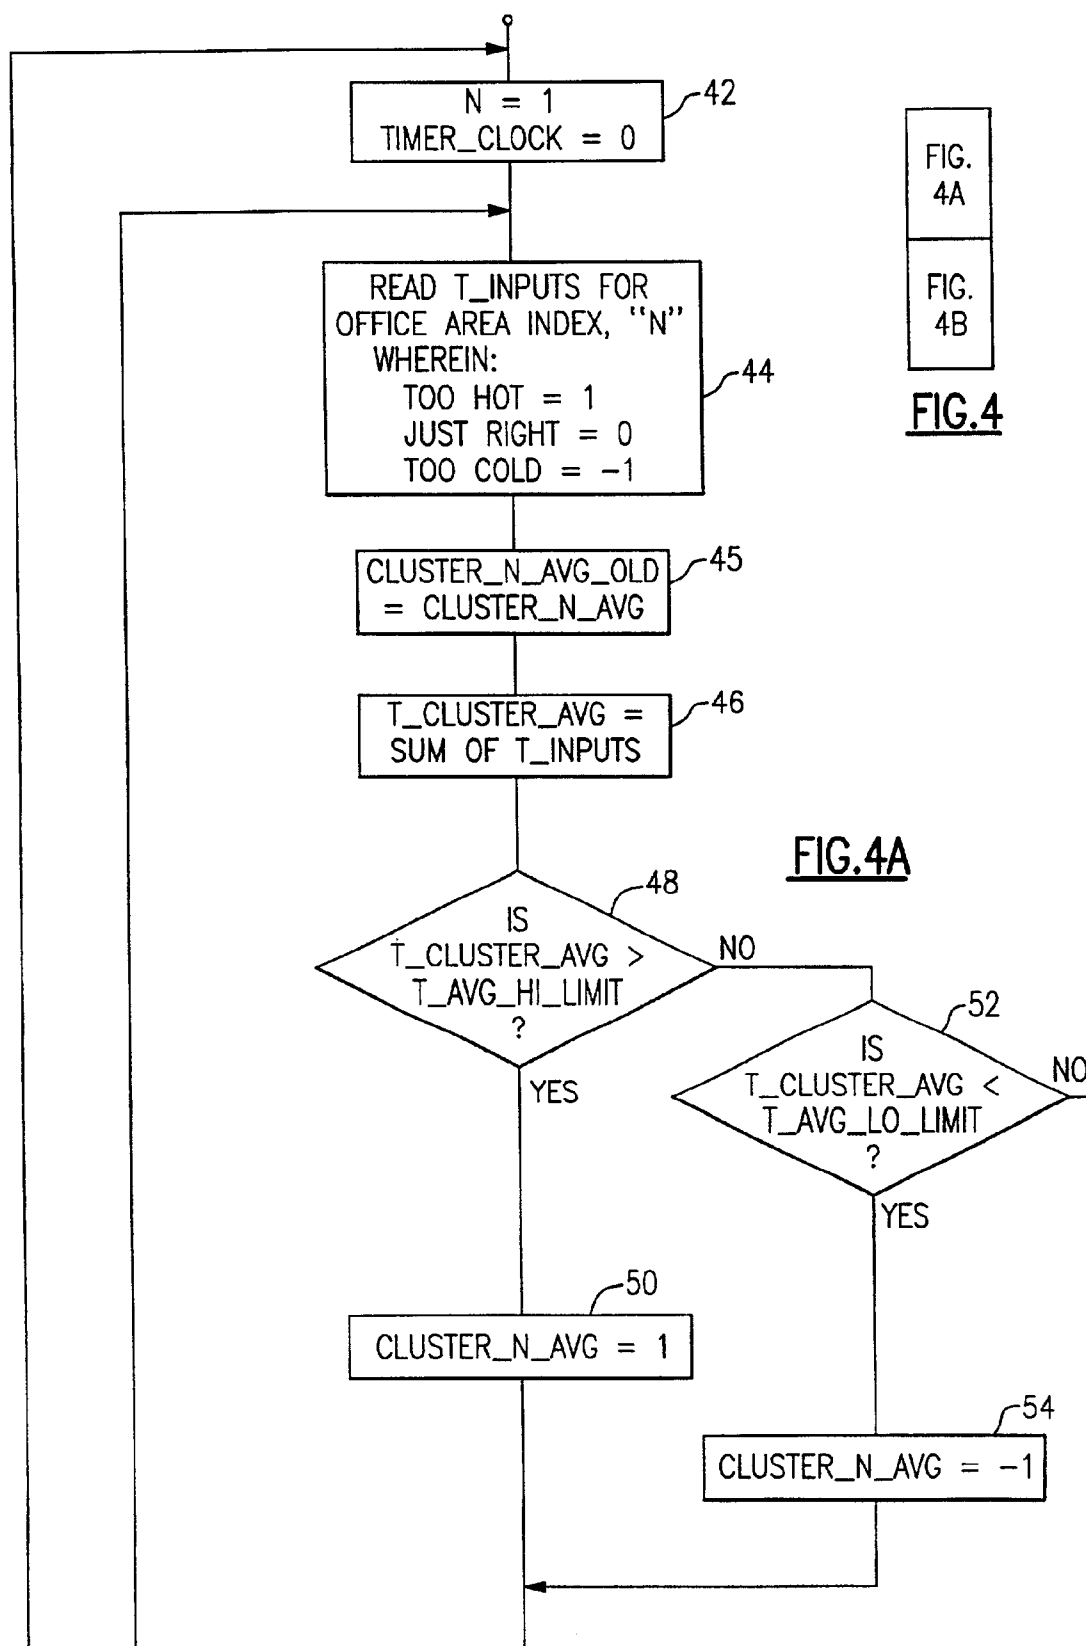 N = 1
TIMER_CLOCK = 0
42
FIG.
4A
FIG.
4B
FIG.4
READ T_INPUTS FOR
OFFICE AREA INDEX, "N"
WHEREIN:
TOO HOT = 1
JUST RIGHT = 0
TOO COLD = -1
44
CLUSTER_N_AVG_OLD
= CLUSTER_N_AVG
45
T_CLUSTER_AVG =
SUM OF T_INPUTS
46
FIG.4A
IS
T_CLUSTER_AVG >
T_AVG_HI_LIMIT
?
48
NO
YES
IS
T_CLUSTER_AVG <
T_AVG_LO_LIMIT
?
52
NO
YES
CLUSTER_N_AVG = 1
50
CLUSTER_N_AVG = -1
54